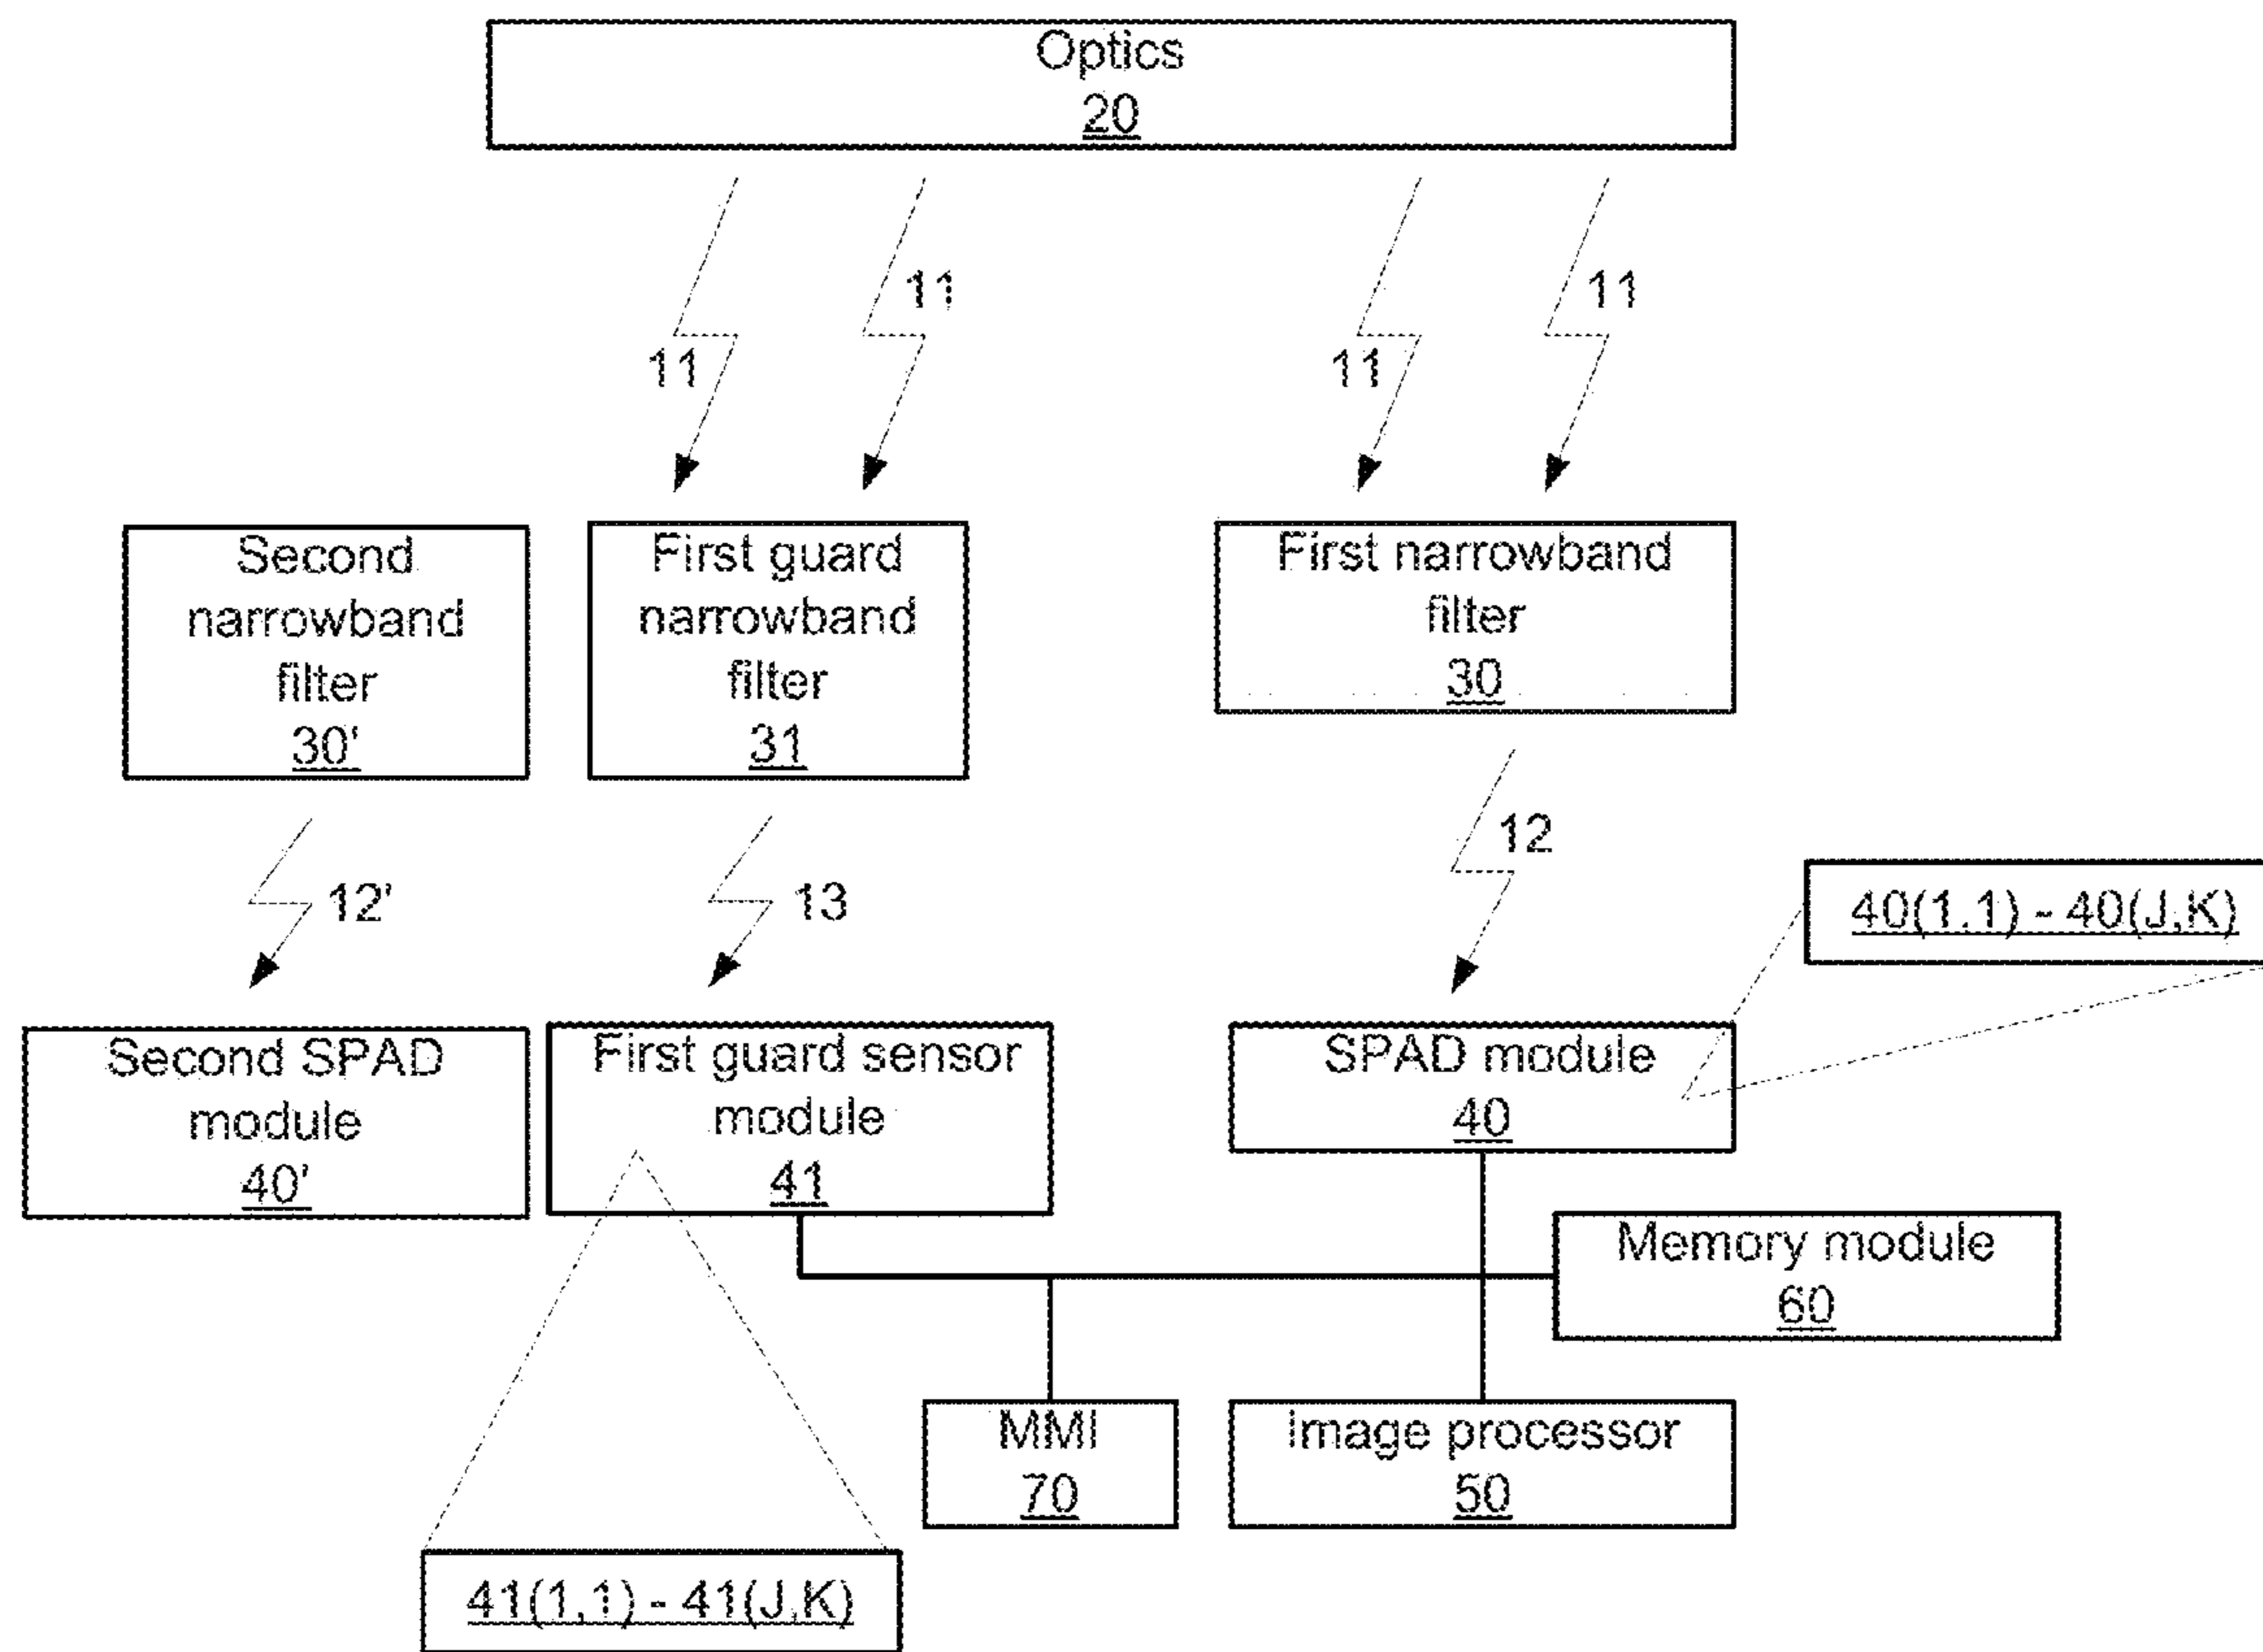 Optics
20
11
11
11
11
Second
narrowband
filter
30'
First guard
narrowband
filter
31
First narrowband
filter
30
12'
13
12
40(1,1) - 40(J,K)
Second SPAD
module
40'
First guard sensor
module
41
SPAD module
40
Memory module
60
MMI
70
Image processor
50
41(1,1) - 41(J,K)